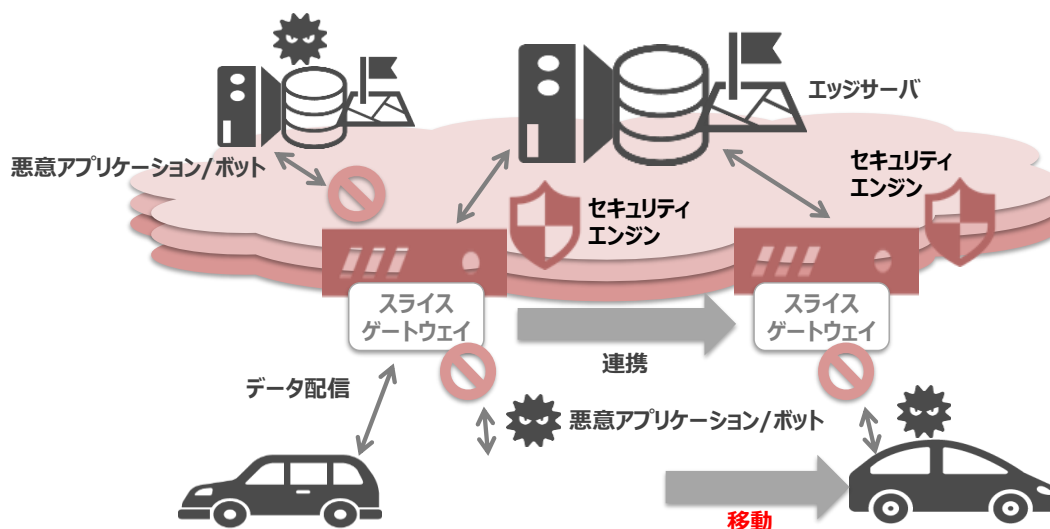 エッジサーバ
悪意アプリケーション/ボット
セキュリティ
エンジン
セキュリティ
エンジン
スライス
ゲートウェイ
スライス
ゲートウェイ
連携
データ配信
悪意アプリケーション/ボット
移動